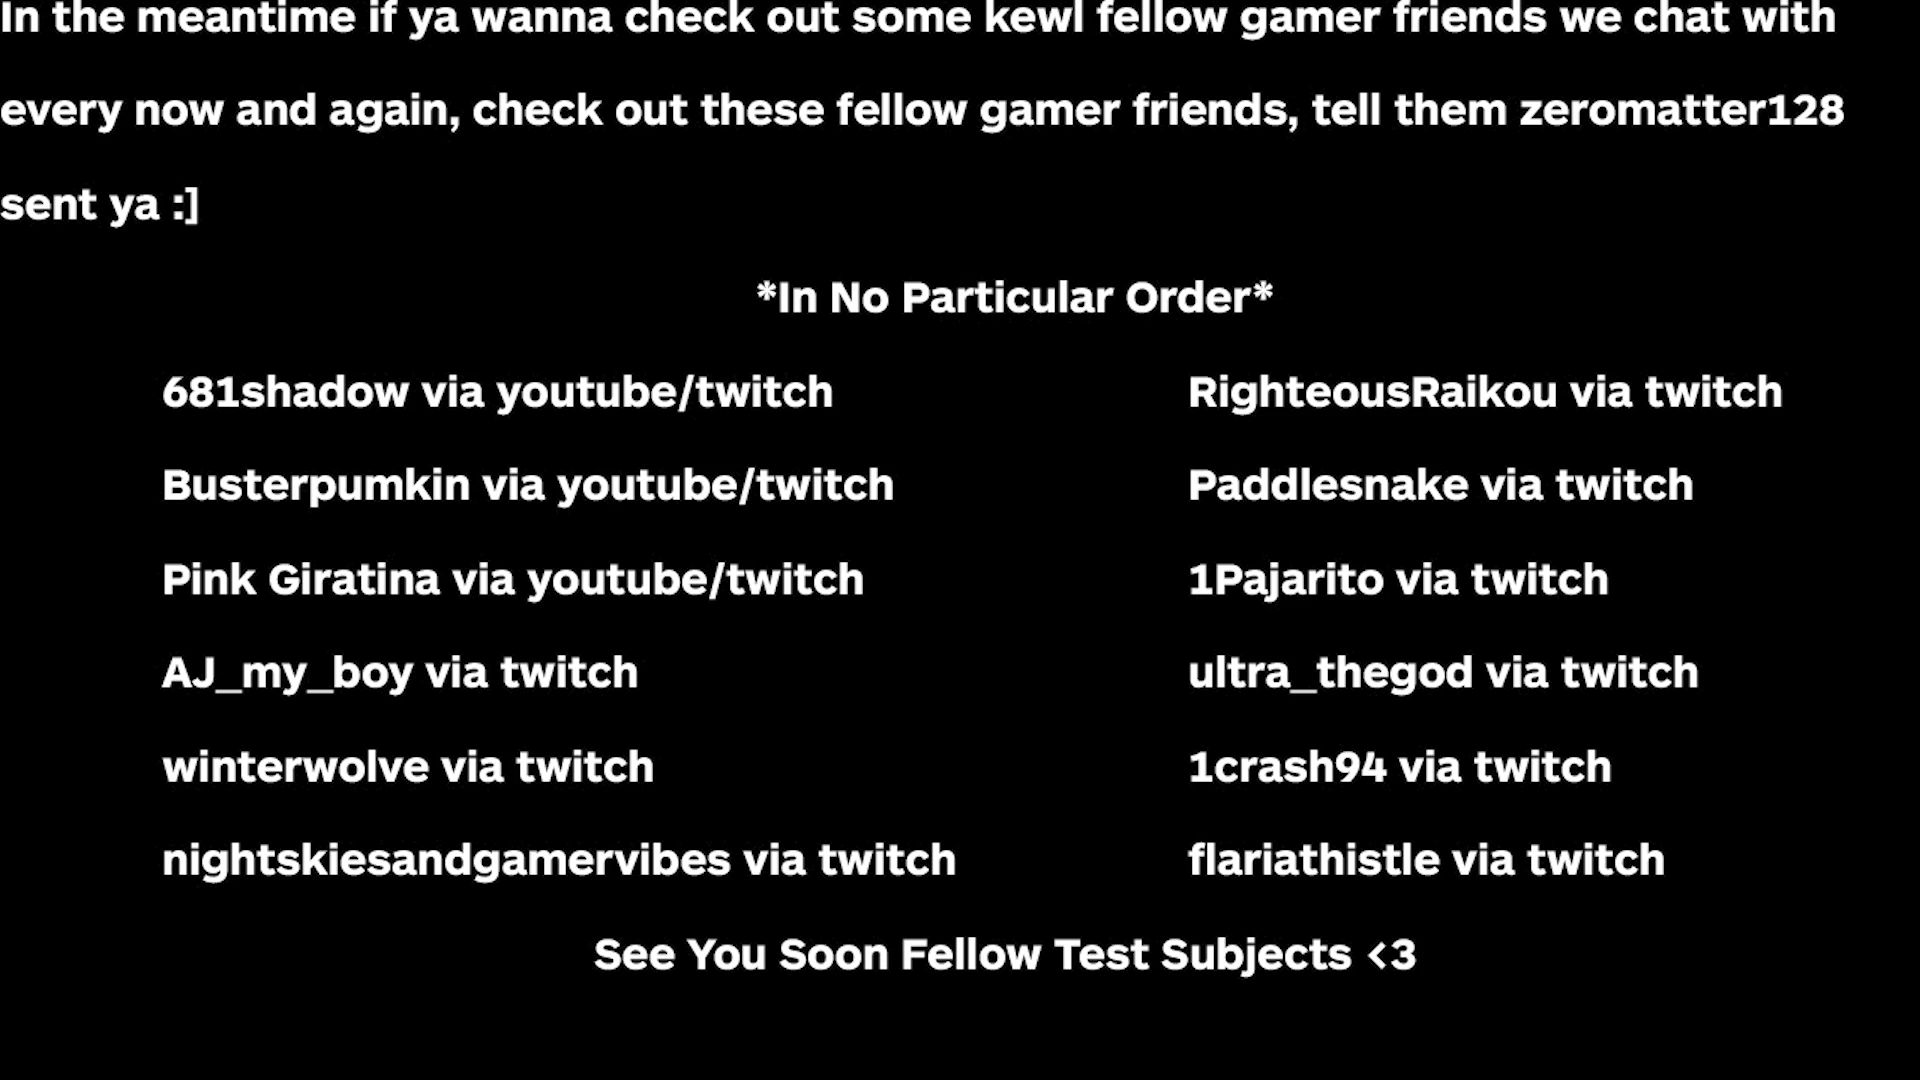 In the meantime if ya wanna check out some kewl fellow gamer friends we chat with
every now and again, check out these fellow gamer friends, tell them zeromatter128
sent ya :]
*In No Particular Order*
681shadow via youtube/twitch
Busterpumkin via youtube/twitch
Pink Giratina via youtube/twitch
AJ_my_boy via twitch
winterwolve via twitch
nightskiesandgamervibes via twitch
RighteousRaikou via twitch
Paddlesnake via twitch
1Pajarito via twitch
ultra_thegod via twitch
1crash94 via twitch
flariathistle via twitch
See You Soon Fellow Test Subjects <3